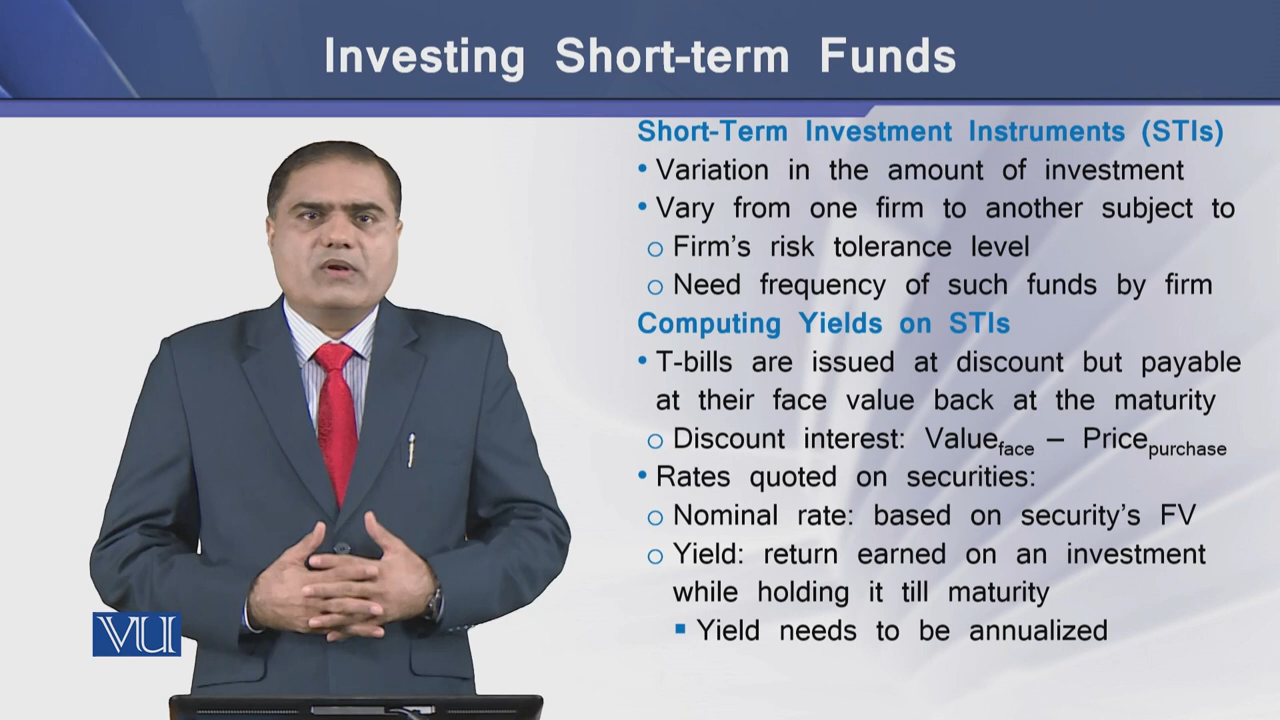 Investing Short-term Funds
Short-Term Investment Instruments (STIs)
• Variation in the amount of investment
• Vary from one firm to another subject to
o Firm's risk tolerance level
o Need frequency of such funds by firm
Computing Yields on STIs
• T-bills are issued at discount but payable
at their face value back at the maturity
o Discount interest: Valueface – Pricepurchase
• Rates quoted on securities:
o Nominal rate: based on security's FV
o Yield: return earned on an investment
while holding it till maturity
▪ Yield needs to be annualized
VU